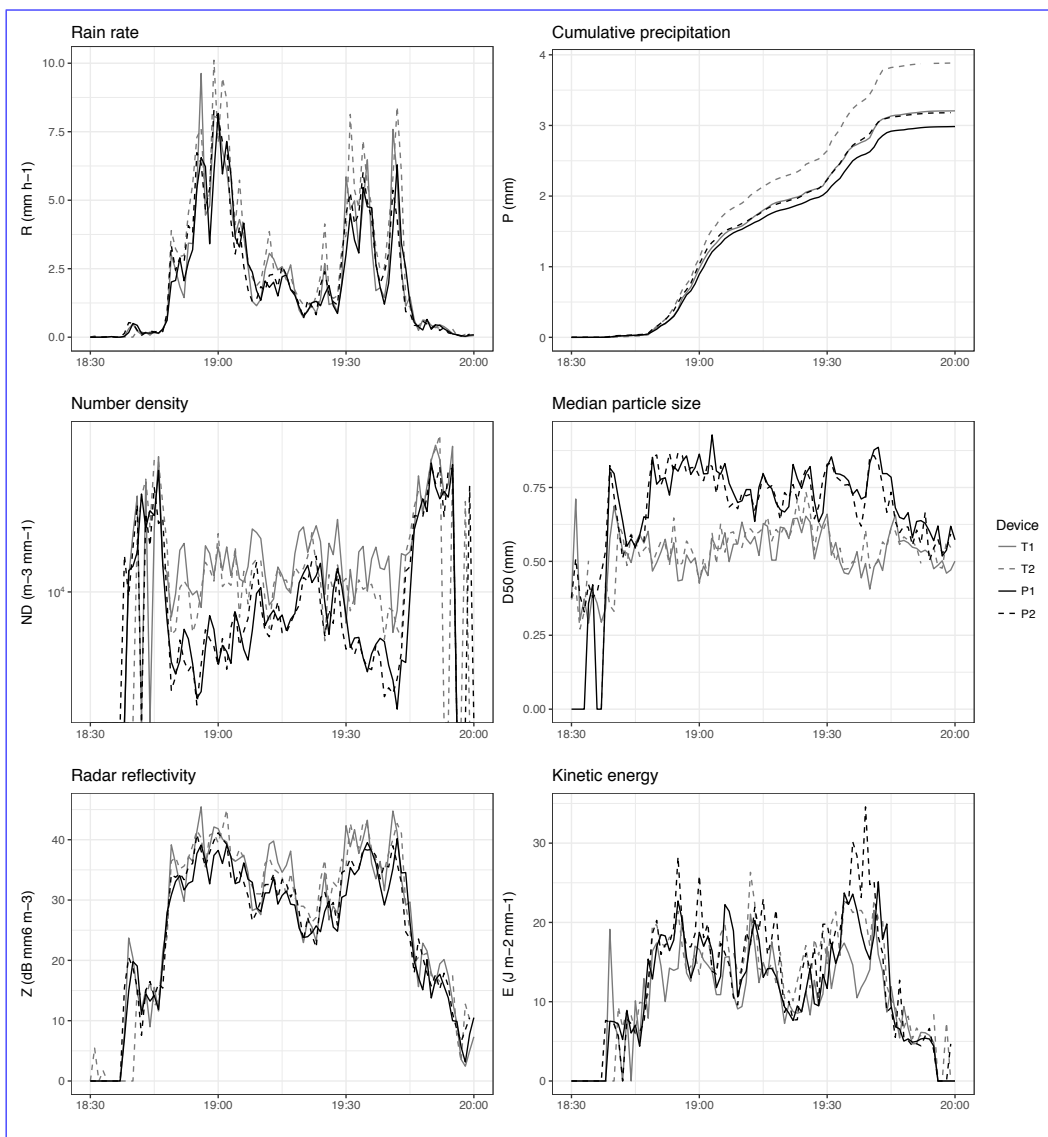 Rain rate
R (mm h−1)
10.0
7.5
5.0
2.5
0.0
18:30 19:00 19:30 20:00
Cumulative precipitation
P (mm)
4
3
2
1
0
18:30 19:00 19:30 20:00
Number density
ND (m−3 mm−1)
10⁴
18:30 19:00 19:30 20:00
Median particle size
D50 (mm)
0.75
0.50
0.25
0.00
18:30 19:00 19:30 20:00
Device
T1
T2
P1
P2
Radar reflectivity
Z (dB mm6 m−3)
40
30
20
10
0
18:30 19:00 19:30 20:00
Kinetic energy
E (J m−2 mm−1)
30
20
10
0
18:30 19:00 19:30 20:00